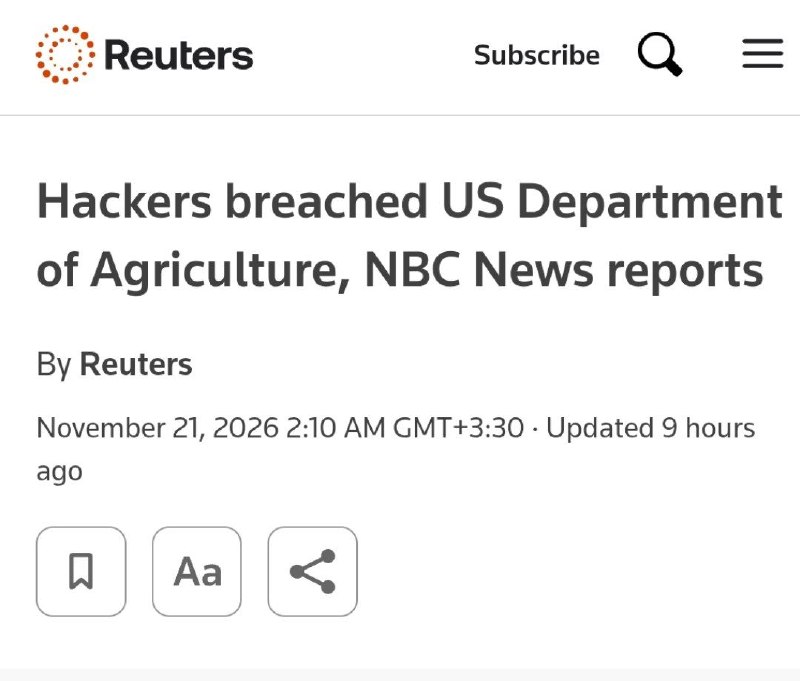 Reuters
Subscribe
Hackers breached US Department
of Agriculture, NBC News reports
By Reuters
November 21, 2026 2:10 AM GMT+3:30 · Updated 9 hours
ago
Aa